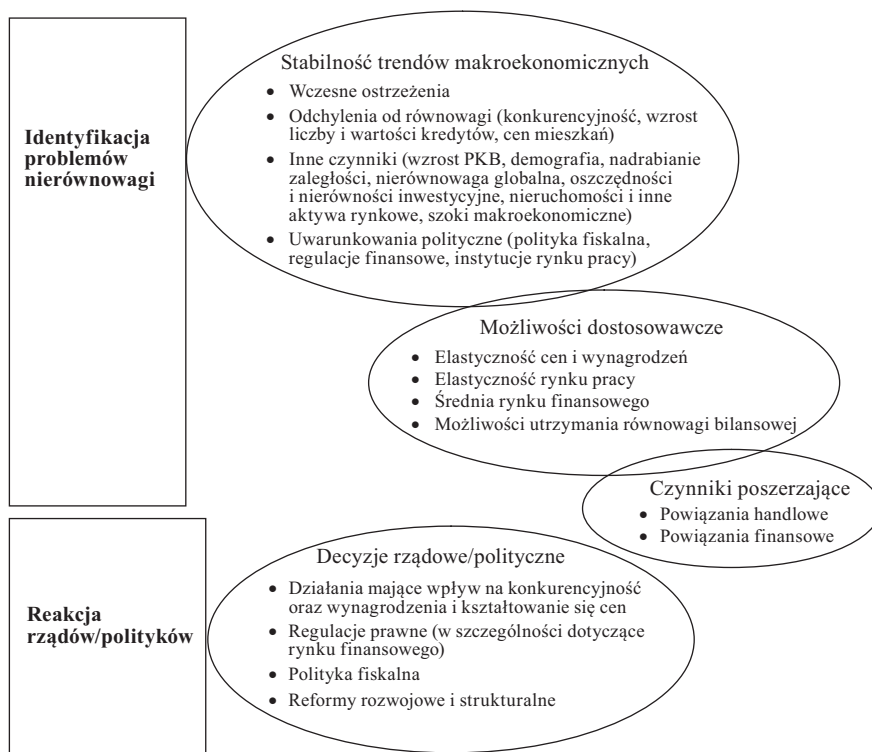 Identyfikacja
problemów
nierównowagi
Stabilność trendów makroekonomicznych
• Wczesne ostrzeżenia
• Odchylenia od równowagi (konkurencyjność, wzrost
liczby i wartości kredytów, cen mieszkań)
• Inne czynniki (wzrost PKB, demografia, nadrabianie
zaległości, nierównowaga globalna, oszczędności
i nierówności inwestycyjne, nieruchomości i inne
aktywa rynkowe, szoki makroekonomiczne)
• Uwarunkowania polityczne (polityka fiskalna,
regulacje finansowe, instytucje rynku pracy)
Możliwości dostosowawcze
• Elastyczność cen i wynagrodzeń
• Elastyczność rynku pracy
• Średnia rynku finansowego
• Możliwości utrzymania równowagi bilansowej
Czynniki poszerzające
• Powiązania handlowe
• Powiązania finansowe
Reakcja
rządów/polityków
Decyzje rządowe/polityczne
• Działania mające wpływ na konkurencyjność
oraz wynagrodzenia i kształtowanie się cen
• Regulacje prawne (w szczególności dotyczące
rynku finansowego)
• Polityka fiskalna
• Reformy rozwojowe i strukturalne